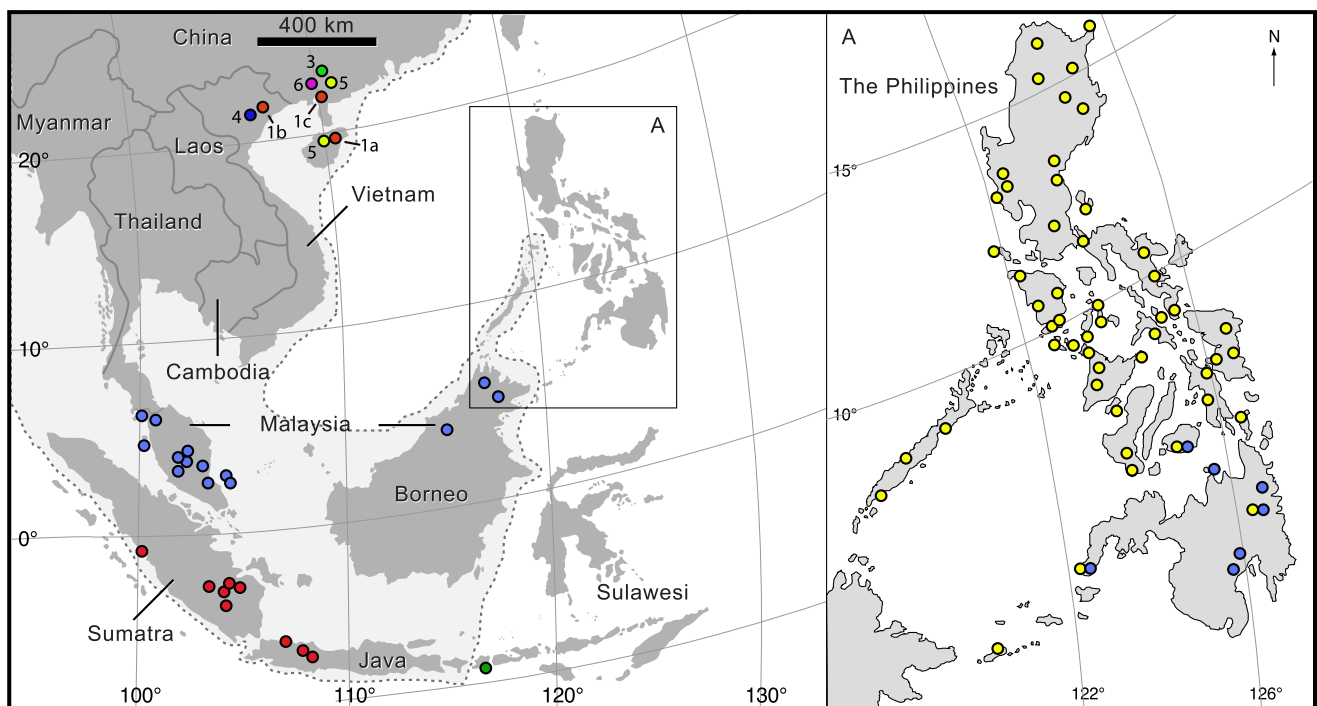 China
400 km
3
6
5
4
1b
1c
5
1a
Myanmar
Laos
20°
Vietnam
Thailand
A
10°
Cambodia
Malaysia
Borneo
0°
Sulawesi
Sumatra
Java
100°
110°
120°
130°
A
N
The Philippines
15°
10°
122°
126°